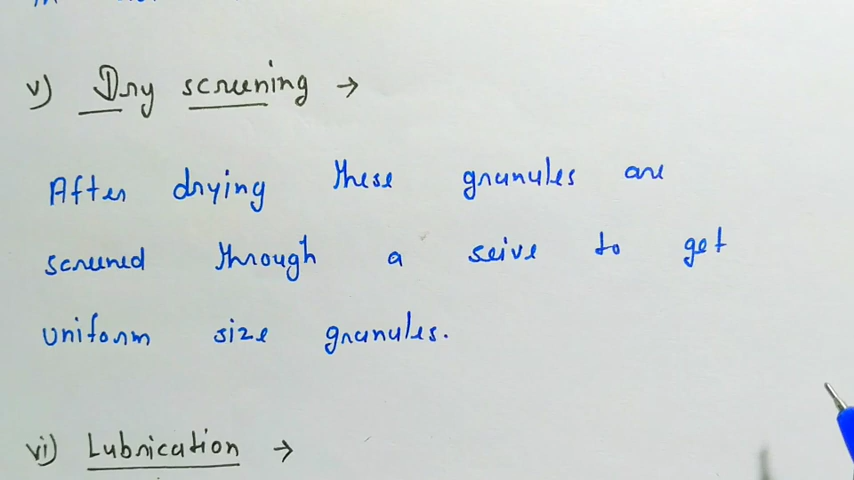 v) Dry screening →
After drying these granules are
screened through a seive to get
uniform size granules.
vi) Lubrication →